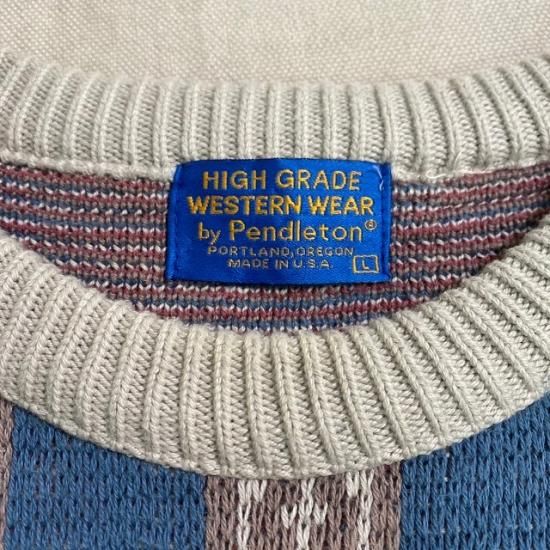 HIGH GRADE
WESTERN WEAR
by Pendleton®
PORTLAND, OREGON
MADE IN U.S.A. L